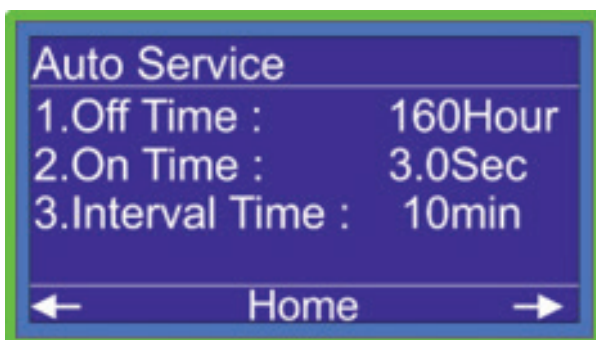 Auto Service
1.Off Time : 160Hour
2.On Time : 3.0Sec
3.Interval Time : 10min
← Home →